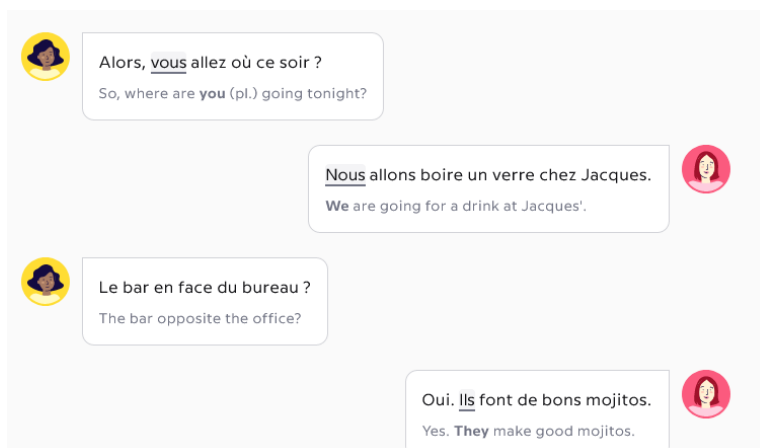 Alors, vous allez où ce soir ?
So, where are you (pl.) going tonight?
Nous allons boire un verre chez Jacques.
We are going for a drink at Jacques'.
Le bar en face du bureau ?
The bar opposite the office?
Oui. Ils font de bons mojitos.
Yes. They make good mojitos.